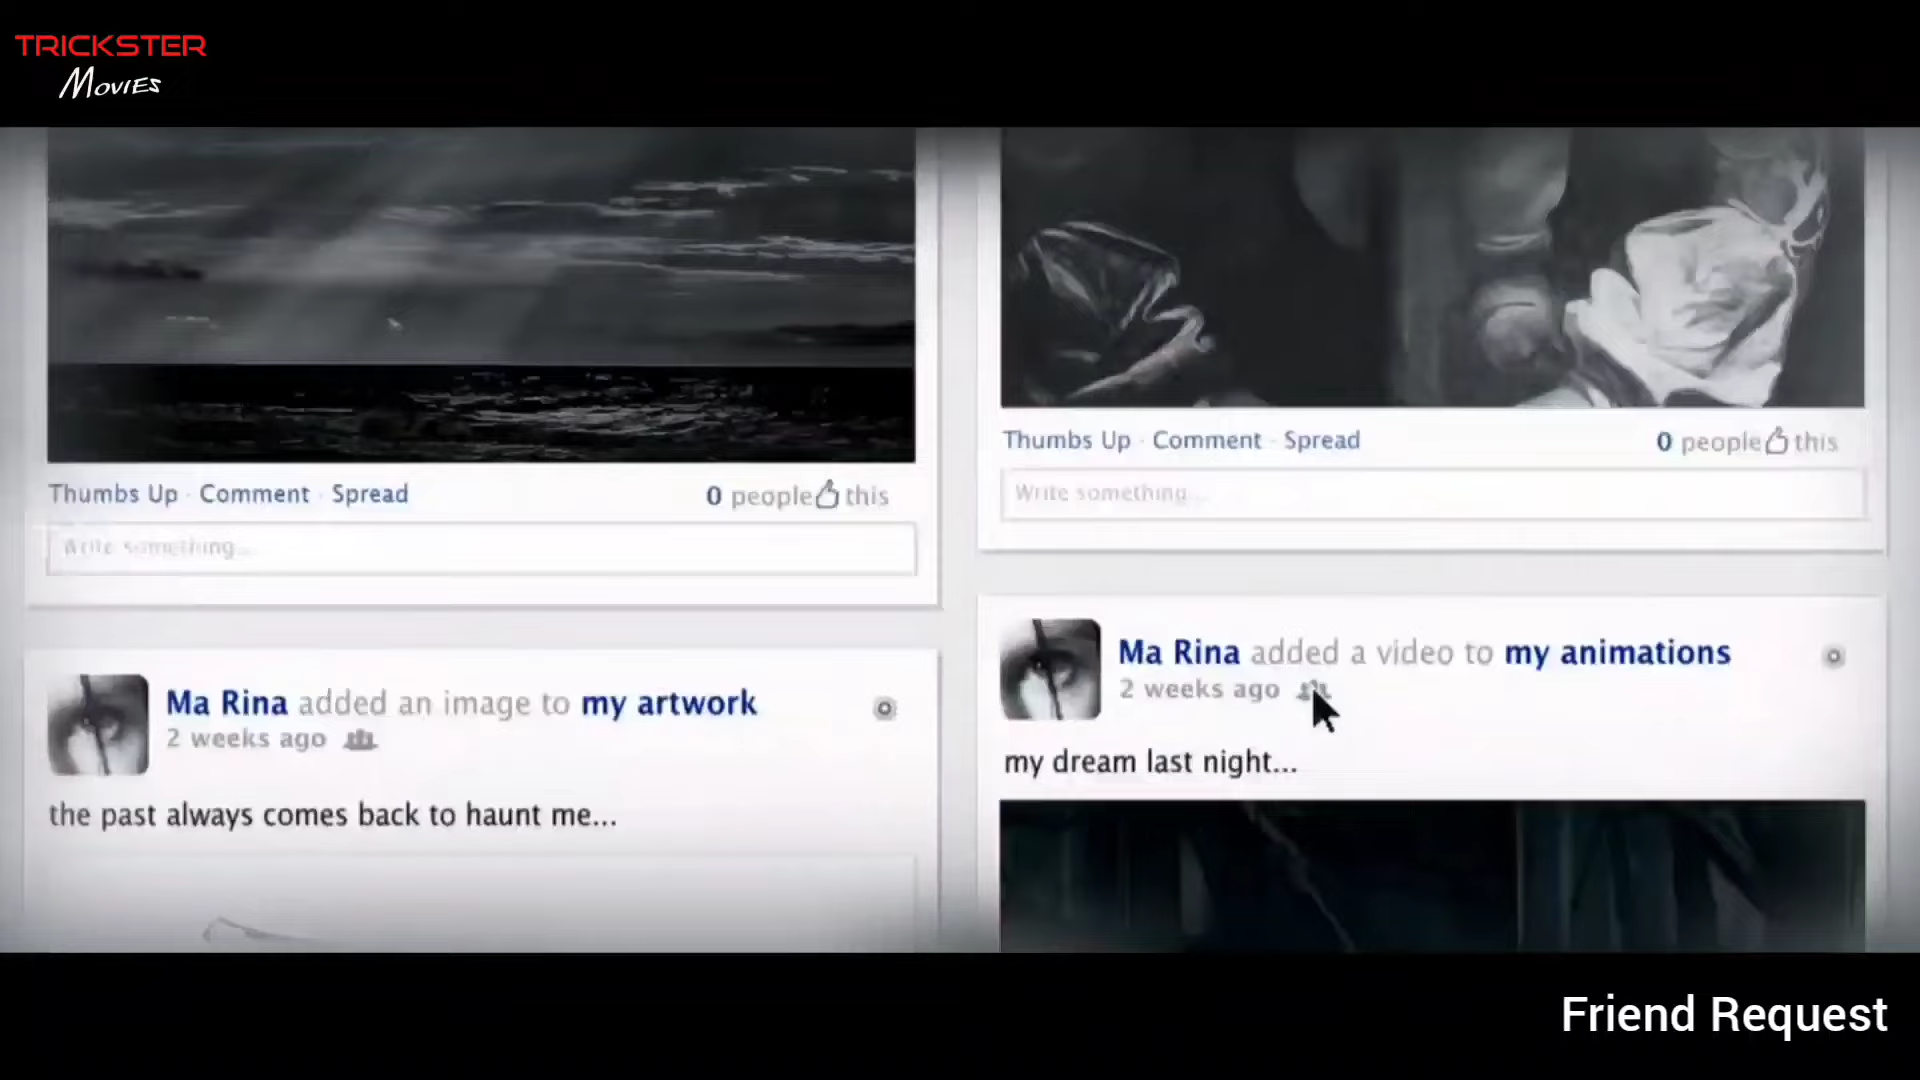 TRICKSTER
Movies
Thumbs Up · Comment · Spread
0 people this
Write something...
Ma Rina added an image to my artwork
2 weeks ago
the past always comes back to haunt me...
Thumbs Up · Comment · Spread
0 people this
Write something...
Ma Rina added a video to my animations
2 weeks ago
my dream last night...
Friend Request